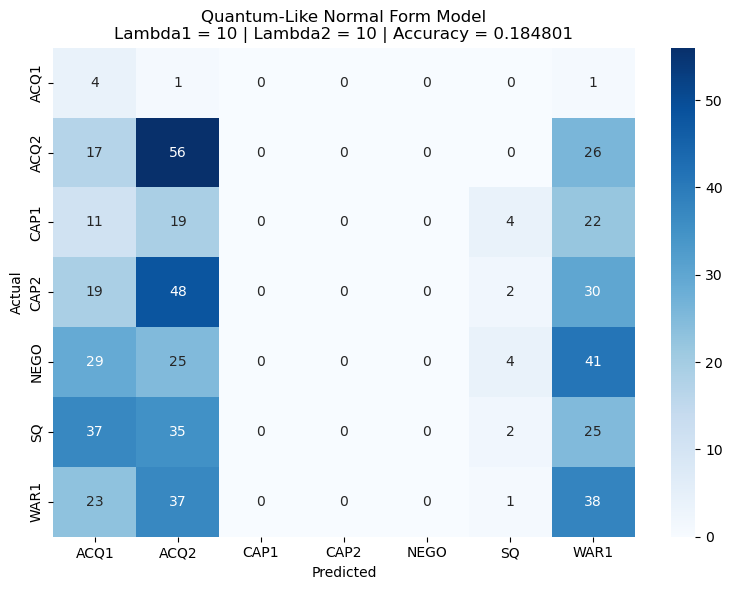 Quantum-Like Normal Form Model
Lambda1 = 10 | Lambda2 = 10 | Accuracy = 0.184801
ACQ1 4 1 0 0 0 0 1
ACQ2 17 56 0 0 0 0 26
CAP1 11 19 0 0 0 4 22
CAP2 19 48 0 0 0 2 30
NEGO 29 25 0 0 0 4 41
SQ 37 35 0 0 0 2 25
WAR1 23 37 0 0 0 1 38
ACQ1 ACQ2 CAP1 CAP2 NEGO SQ WAR1
Predicted
Actual
50
40
30
20
10
0